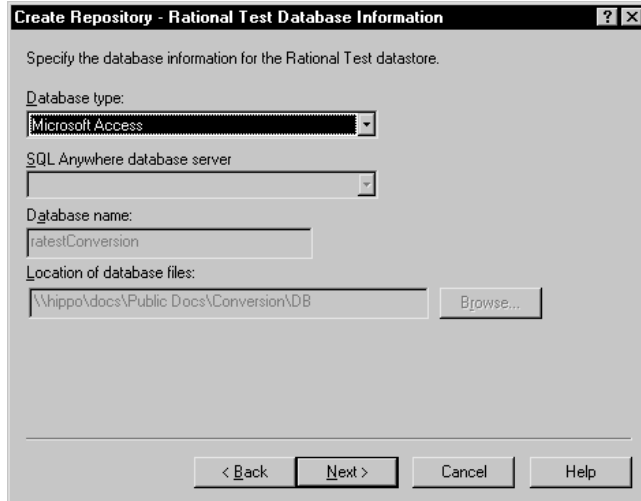 Create Repository - Rational Test Database Information
Specify the database information for the Rational Test datastore.
Database type:
Microsoft Access
SQL Anywhere database server
Database name:
ratestConversion
Location of database files:
\\hippo\docs\Public Docs\Conversion\DB
Browse...
< Back
Next >
Cancel
Help